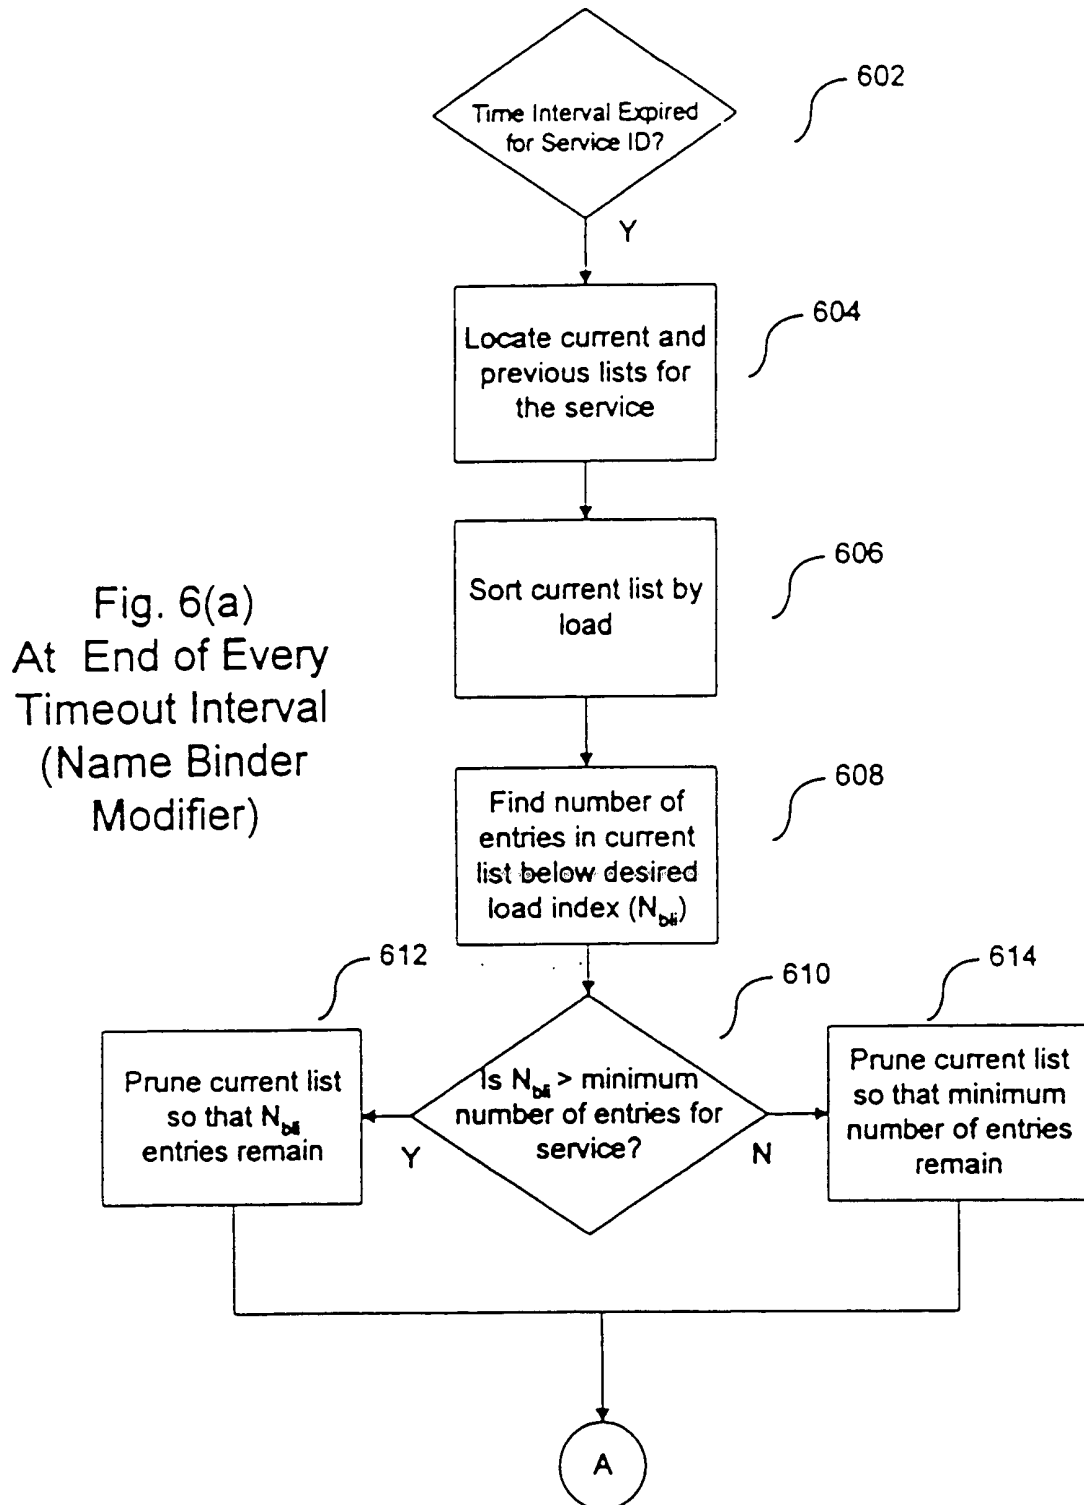 Time Interval Expired
for Service ID?
602
Y
Locate current and
previous lists for
the service
604
Sort current list by
load
606
Fig. 6(a)
At End of Every
Timeout Interval
(Name Binder
Modifier)
Find number of
entries in current
list below desired
load index (Nbli)
608
612
610
614
Prune current list
so that Nbli
entries remain
Is Nbli > minimum
number of entries for
service?
Y
N
Prune current list
so that minimum
number of entries
remain
A